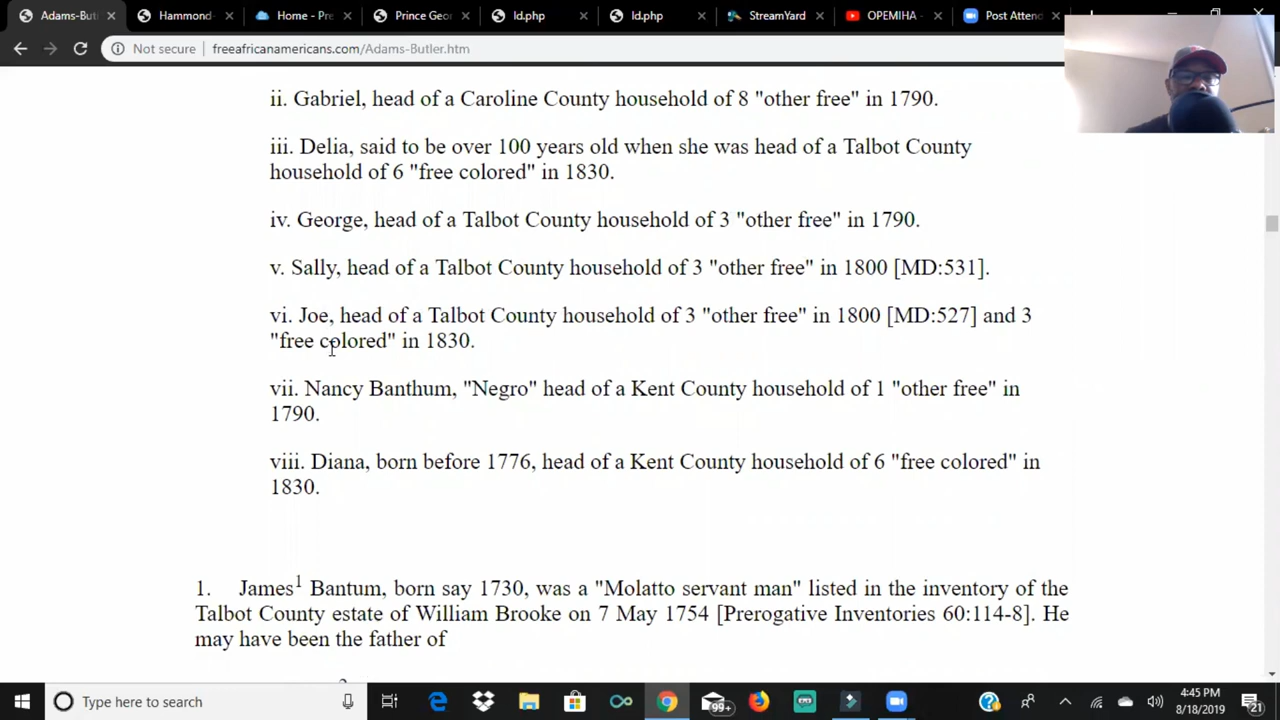 Adams-But
Hammond-
Home - Pre
Prince Geo
ld.php
ld.php
StreamYard
OPEMIHA -
Post Attend
Not secure | freeafricanamericans.com/Adams-Butler.htm
ii. Gabriel, head of a Caroline County household of 8 "other free" in 1790.
iii. Delia, said to be over 100 years old when she was head of a Talbot County
household of 6 "free colored" in 1830.
iv. George, head of a Talbot County household of 3 "other free" in 1790.
v. Sally, head of a Talbot County household of 3 "other free" in 1800 [MD:531].
vi. Joe, head of a Talbot County household of 3 "other free" in 1800 [MD:527] and 3
"free colored" in 1830.
vii. Nancy Banthum, "Negro" head of a Kent County household of 1 "other free" in
1790.
viii. Diana, born before 1776, head of a Kent County household of 6 "free colored" in
1830.
1. James1 Bantum, born say 1730, was a "Molatto servant man" listed in the inventory of the
Talbot County estate of William Brooke on 7 May 1754 [Prerogative Inventories 60:114-8]. He
may have been the father of
Type here to search
99+
4:45 PM
8/18/2019
21